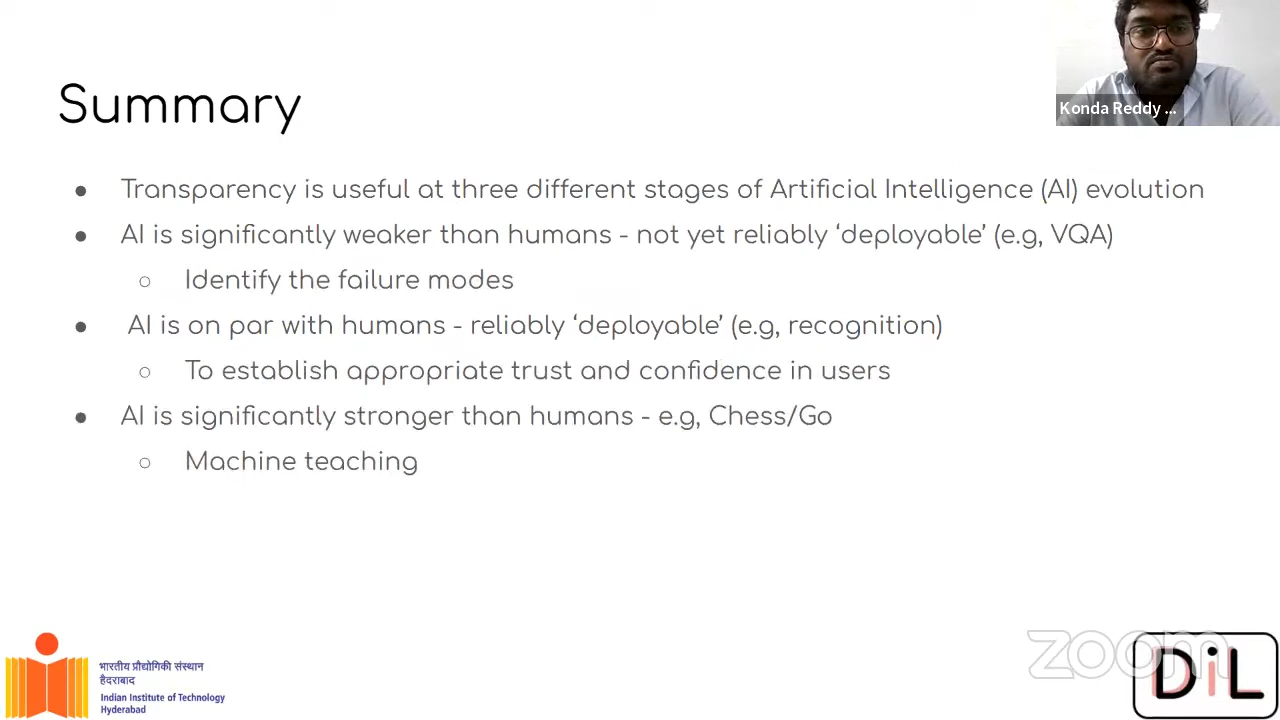 Konda Reddy ...
Summary
● Transparency is useful at three different stages of Artificial Intelligence (AI) evolution
● AI is significantly weaker than humans - not yet reliably ‘deployable’ (e.g, VQA)
○ Identify the failure modes
● AI is on par with humans - reliably ‘deployable’ (e.g, recognition)
○ To establish appropriate trust and confidence in users
● AI is significantly stronger than humans - e.g, Chess/Go
○ Machine teaching
भारतीय प्रौद्योगिकी संस्थान
हैदराबाद
Indian Institute of Technology
Hyderabad
zoom
DiL